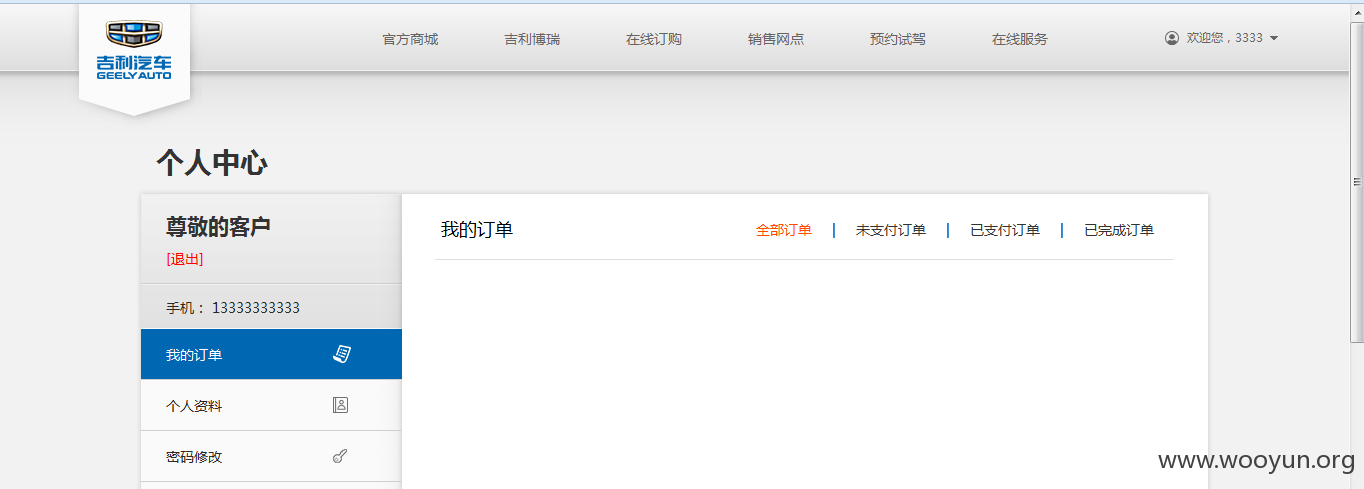 吉利汽车
GEELY AUTO
官方商城 吉利博瑞 在线订购 销售网点 预约试驾 在线服务 欢迎您，3333
个人中心
尊敬的客户
[退出]
手机： 13333333333
我的订单
个人资料
密码修改
我的订单 全部订单 | 未支付订单 | 已支付订单 | 已完成订单
www.wooyun.org